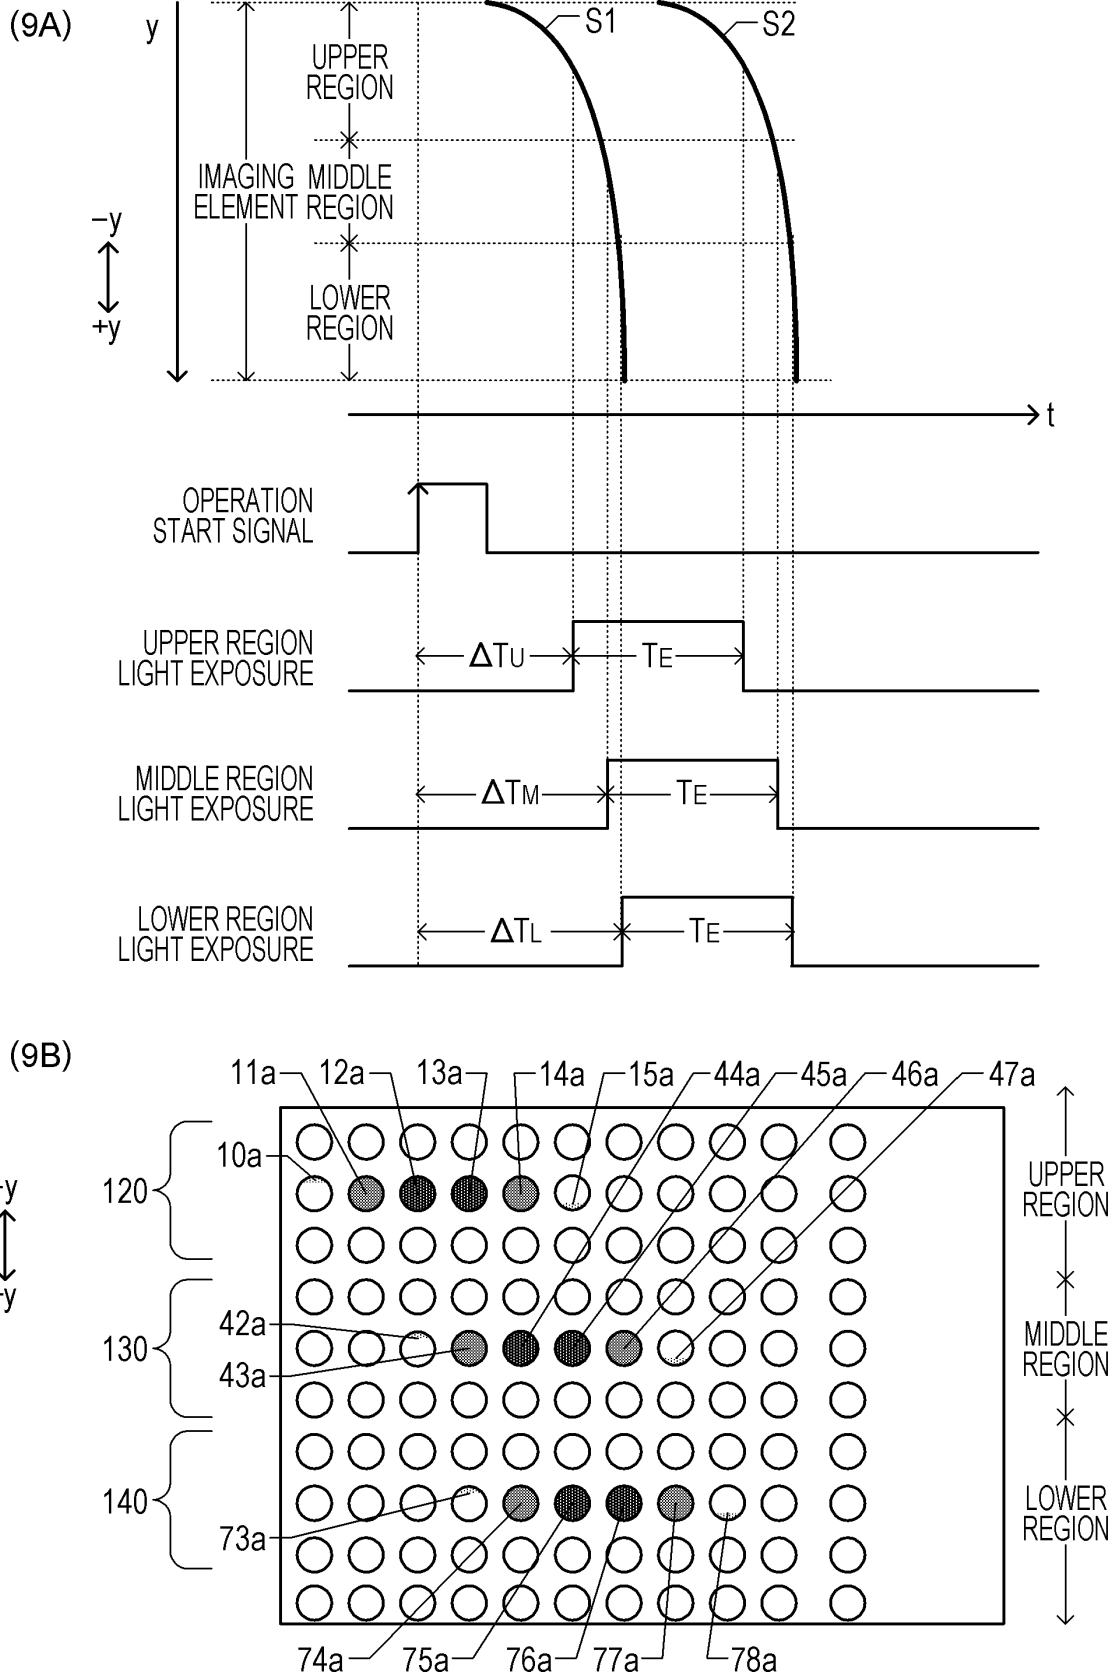 (9A)
y
S1
S2
UPPER
REGION
IMAGING
ELEMENT
MIDDLE
REGION
–y
+y
LOWER
REGION
t
OPERATION
START SIGNAL
UPPER REGION
LIGHT EXPOSURE
ΔTU
TE
MIDDLE REGION
LIGHT EXPOSURE
ΔTM
TE
LOWER REGION
LIGHT EXPOSURE
ΔTL
TE
(9B)
11a 12a 13a 14a 15a 44a 45a 46a 47a
10a
120
-y
UPPER
REGION
42a
130
43a
MIDDLE
REGION
140
73a
LOWER
REGION
74a 75a 76a 77a 78a